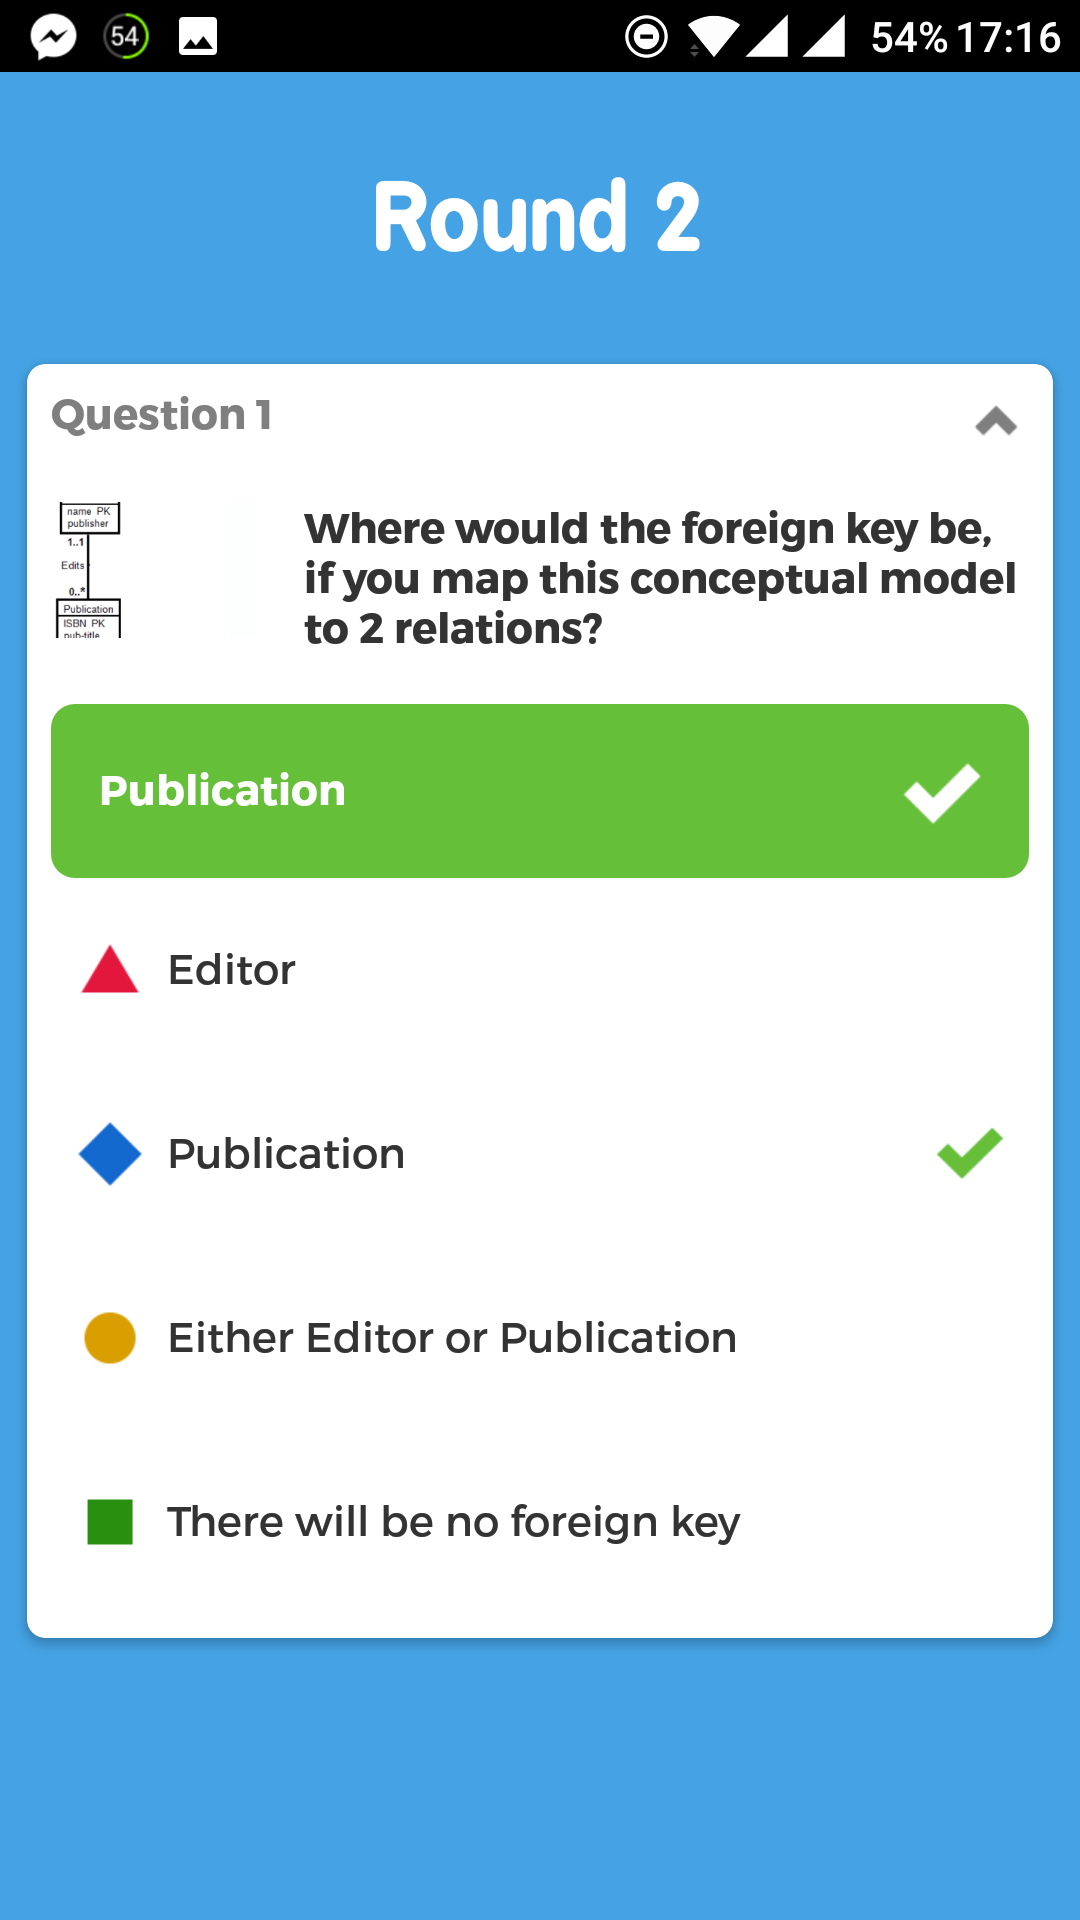 54
54% 17:16
Round 2
Question 1
name PK
publisher
1..1
Edits
0..*
Publication
ISBN PK
pub-title
Where would the foreign key be,
if you map this conceptual model
to 2 relations?
Publication
Editor
Publication
Either Editor or Publication
There will be no foreign key